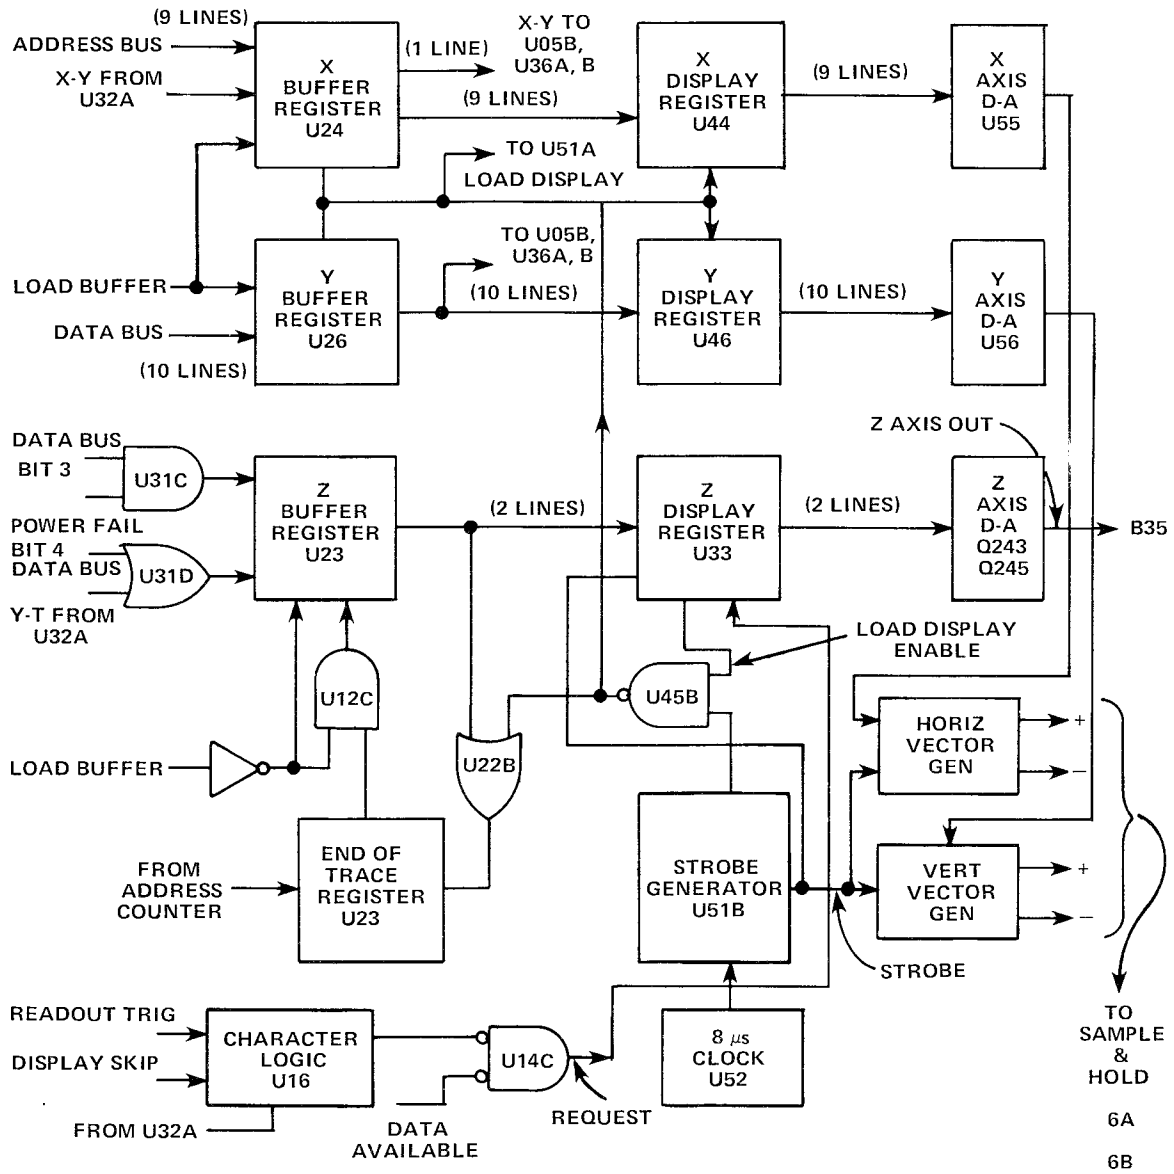 (9 LINES)
ADDRESS BUS
X-Y FROM
U32A
X
BUFFER
REGISTER
U24
(1 LINE)
X-Y TO
U05B,
U36A, B
(9 LINES)
X
DISPLAY
REGISTER
U44
(9 LINES)
X
AXIS
D-A
U55
TO U51A
LOAD DISPLAY
LOAD BUFFER
DATA BUS
(10 LINES)
Y
BUFFER
REGISTER
U26
TO U05B,
U36A, B
(10 LINES)
Y
DISPLAY
REGISTER
U46
(10 LINES)
Y
AXIS
D-A
U56
DATA BUS
BIT 3
U31C
POWER FAIL
BIT 4
DATA BUS
U31D
Y-T FROM
U32A
Z
BUFFER
REGISTER
U23
(2 LINES)
Z
DISPLAY
REGISTER
U33
(2 LINES)
Z AXIS OUT
Z
AXIS
D-A
Q243
Q245
B35
LOAD DISPLAY
ENABLE
U12C
U45B
LOAD BUFFER
U22B
HORIZ
VECTOR
GEN
+
−
FROM
ADDRESS
COUNTER
END OF
TRACE
REGISTER
U23
STROBE
GENERATOR
U51B
VERT
VECTOR
GEN
+
−
STROBE
READOUT TRIG
DISPLAY SKIP
FROM U32A
CHARACTER
LOGIC
U16
U14C
DATA
AVAILABLE
REQUEST
8 μs
CLOCK
U52
TO
SAMPLE
&
HOLD
6A
6B